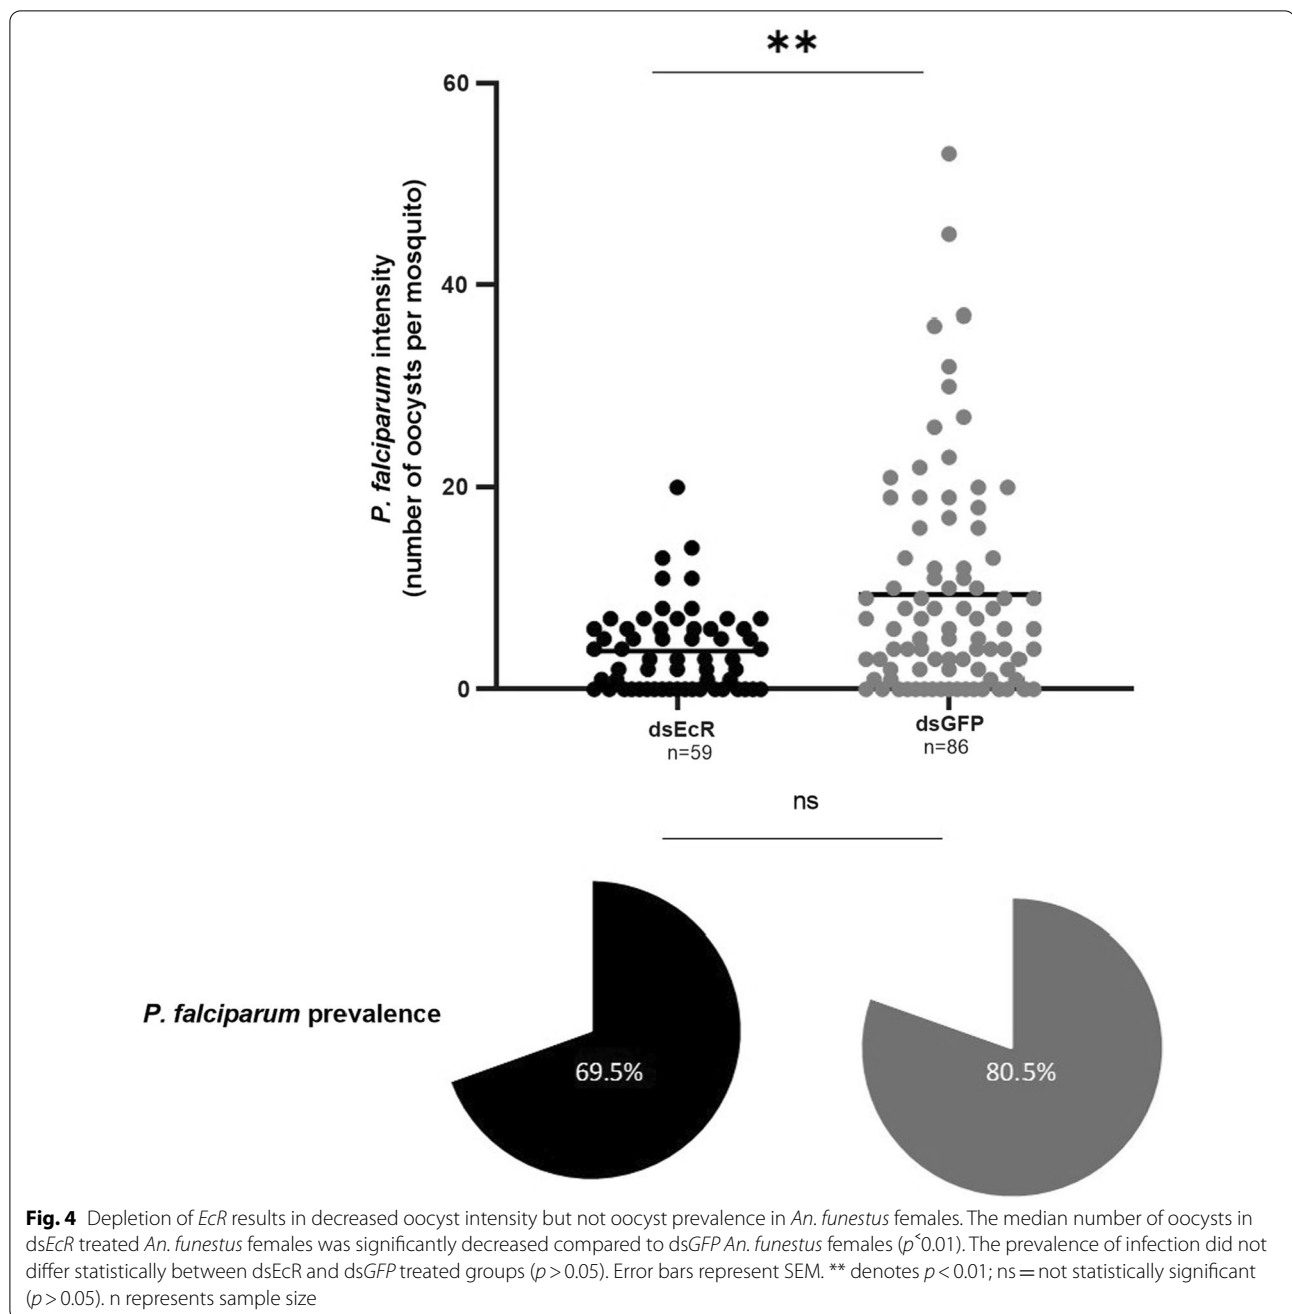 **
60
40
20
0
P. falciparum intensity
(number of oocysts per mosquito)
dsEcR
n=59
dsGFP
n=86
ns
P. falciparum prevalence
69.5%
80.5%
Fig. 4 Depletion of EcR results in decreased oocyst intensity but not oocyst prevalence in An. funestus females. The median number of oocysts in
dsEcR treated An. funestus females was significantly decreased compared to dsGFP An. funestus females (p˂0.01). The prevalence of infection did not
differ statistically between dsEcR and dsGFP treated groups (p > 0.05). Error bars represent SEM. ** denotes p < 0.01; ns = not statistically significant
(p > 0.05). n represents sample size